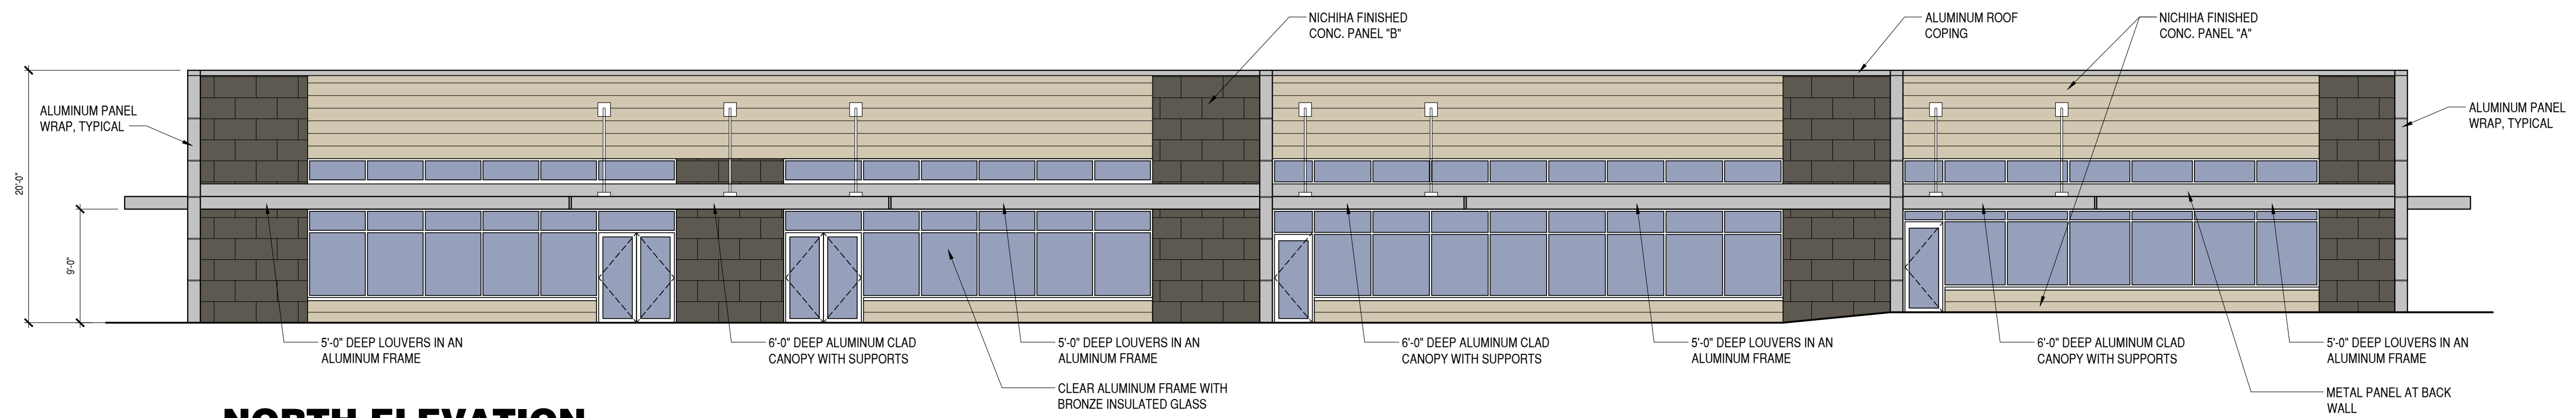 NICHIHA FINISHED
CONC. PANEL "B"
ALUMINUM ROOF
COPING
NICHIHA FINISHED
CONC. PANEL "A"
ALUMINUM PANEL
WRAP, TYPICAL
ALUMINUM PANEL
WRAP, TYPICAL
20'-0"
9'-0"
5'-0" DEEP LOUVERS IN AN
ALUMINUM FRAME
6'-0" DEEP ALUMINUM CLAD
CANOPY WITH SUPPORTS
5'-0" DEEP LOUVERS IN AN
ALUMINUM FRAME
6'-0" DEEP ALUMINUM CLAD
CANOPY WITH SUPPORTS
5'-0" DEEP LOUVERS IN AN
ALUMINUM FRAME
6'-0" DEEP ALUMINUM CLAD
CANOPY WITH SUPPORTS
5'-0" DEEP LOUVERS IN AN
ALUMINUM FRAME
CLEAR ALUMINUM FRAME WITH
BRONZE INSULATED GLASS
METAL PANEL AT BACK
WALL
NORTH ELEVATION